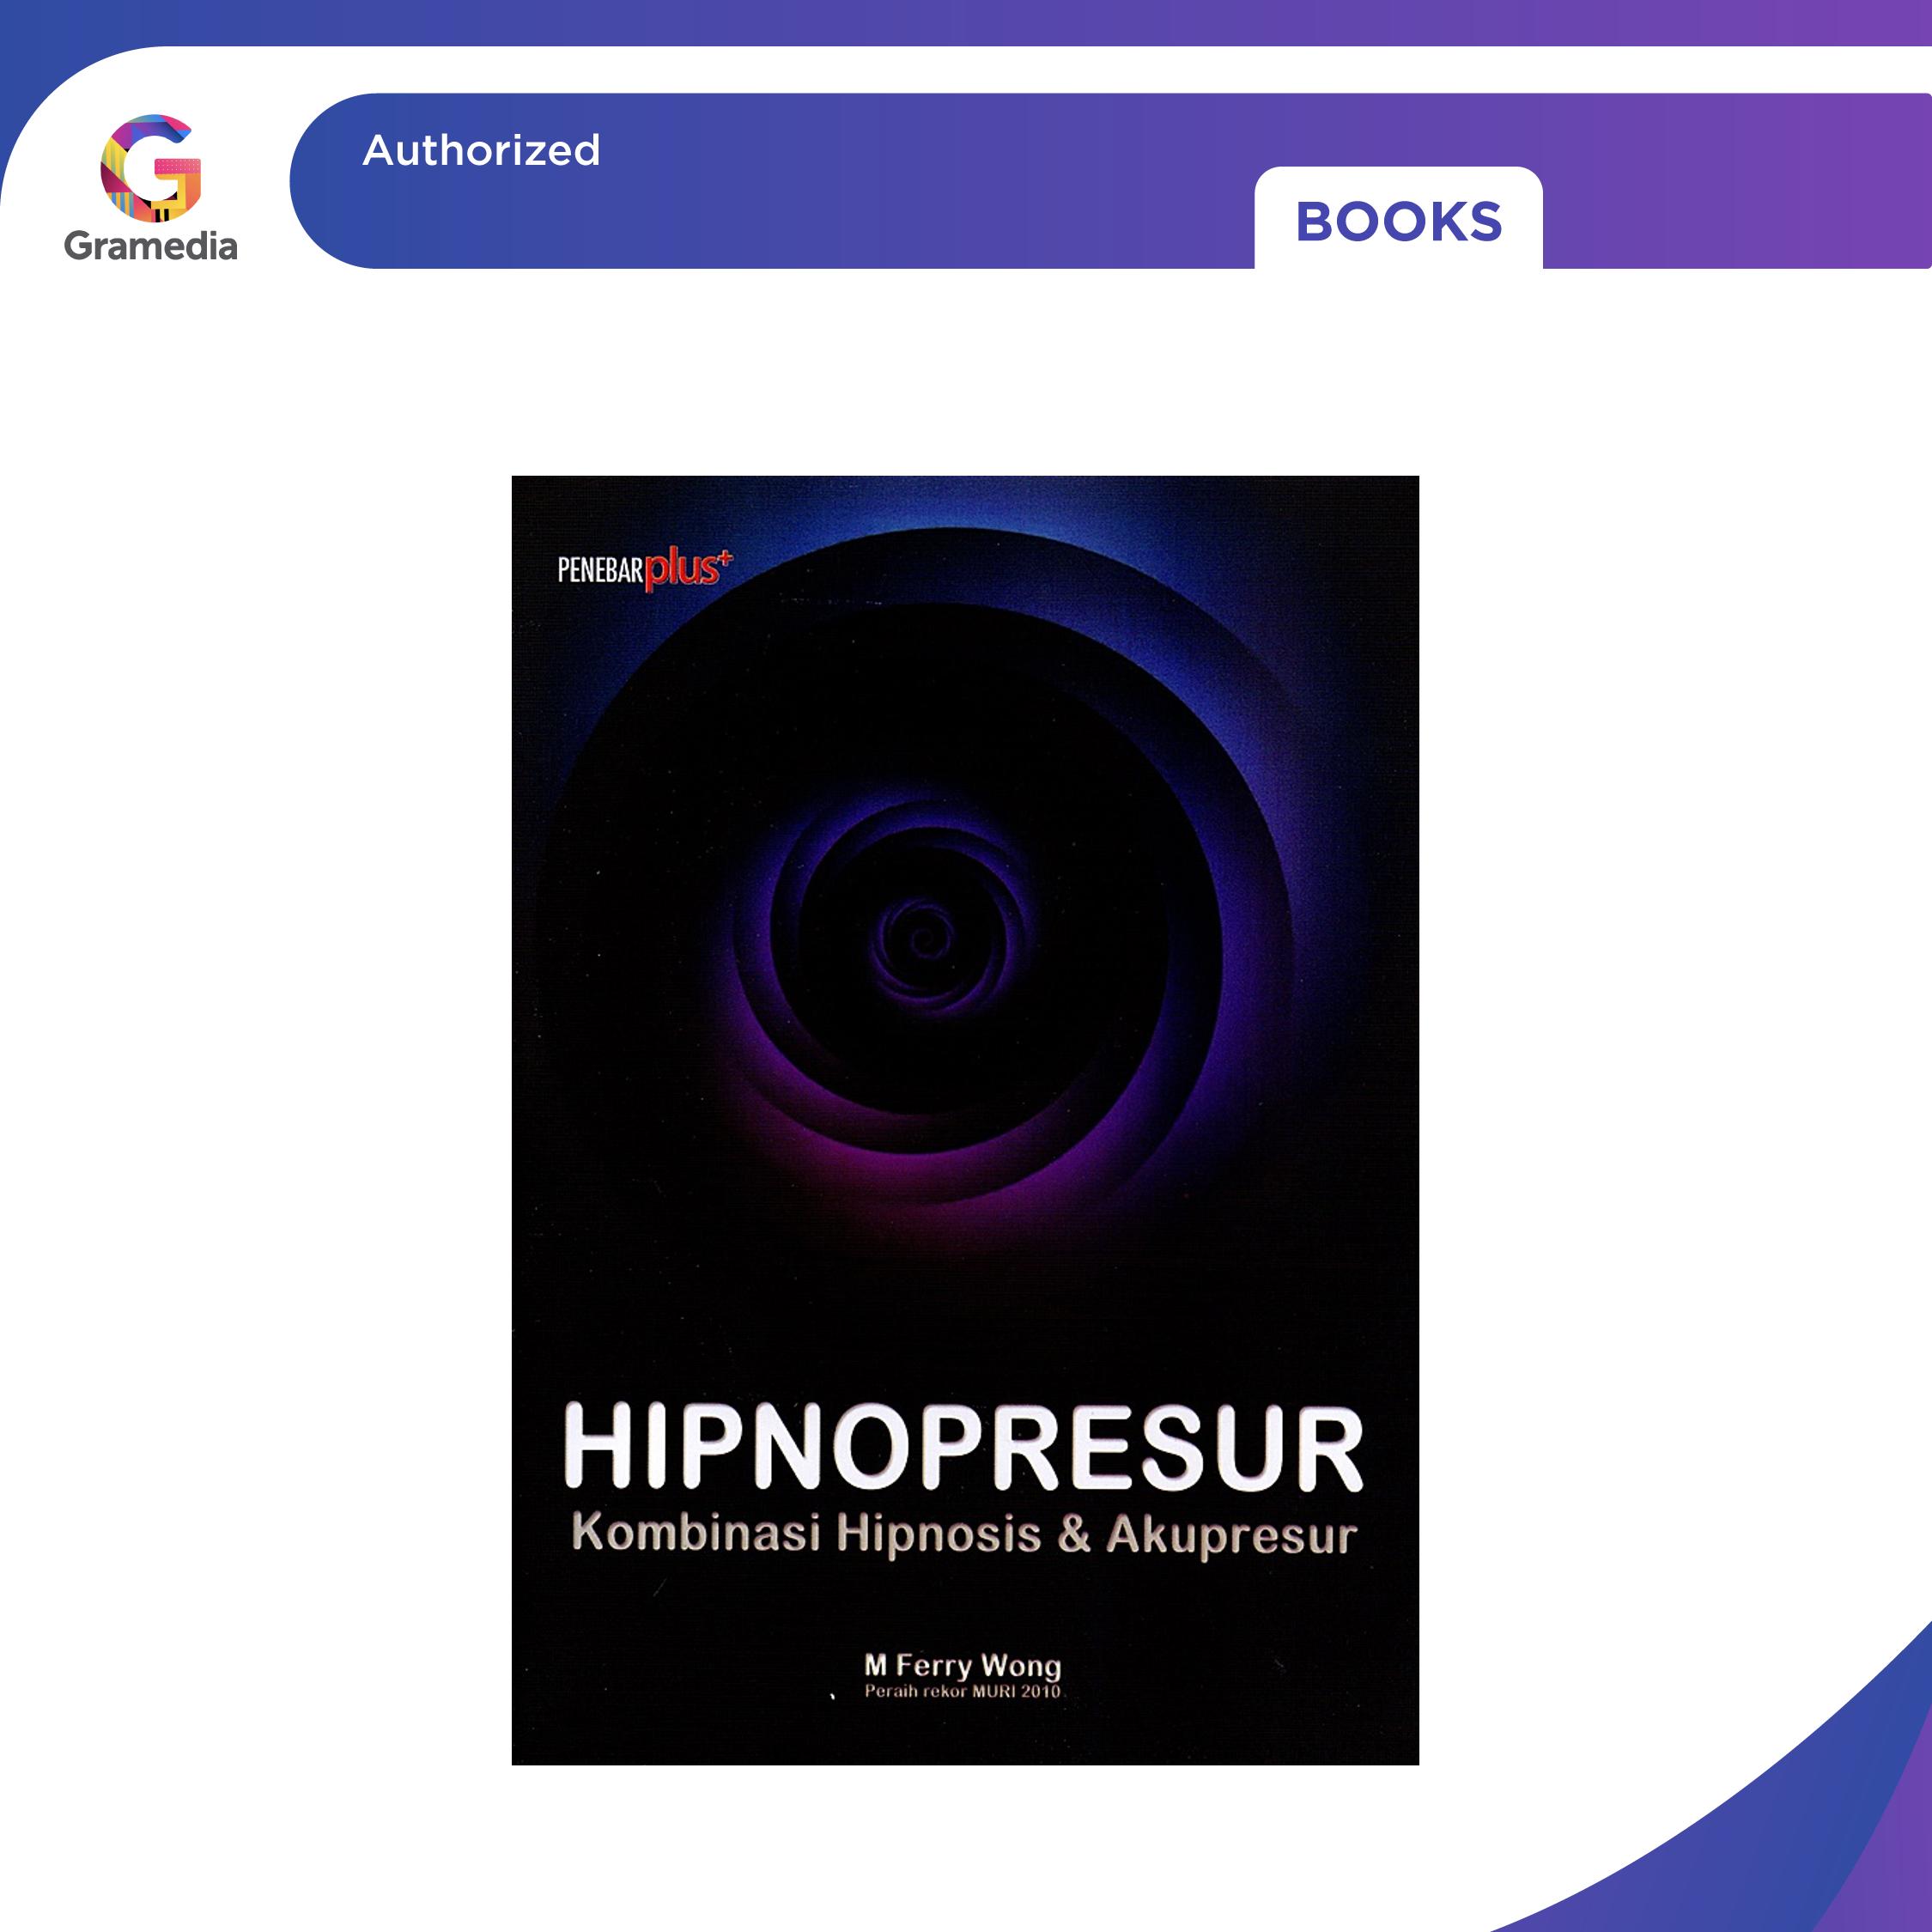 Authorized
Gramedia
BOOKS
PENEBAR plus+
HIPNOPRESUR
Kombinasi Hipnosis & Akupresur
M Ferry Wong
Peraih rekor MURI 2010